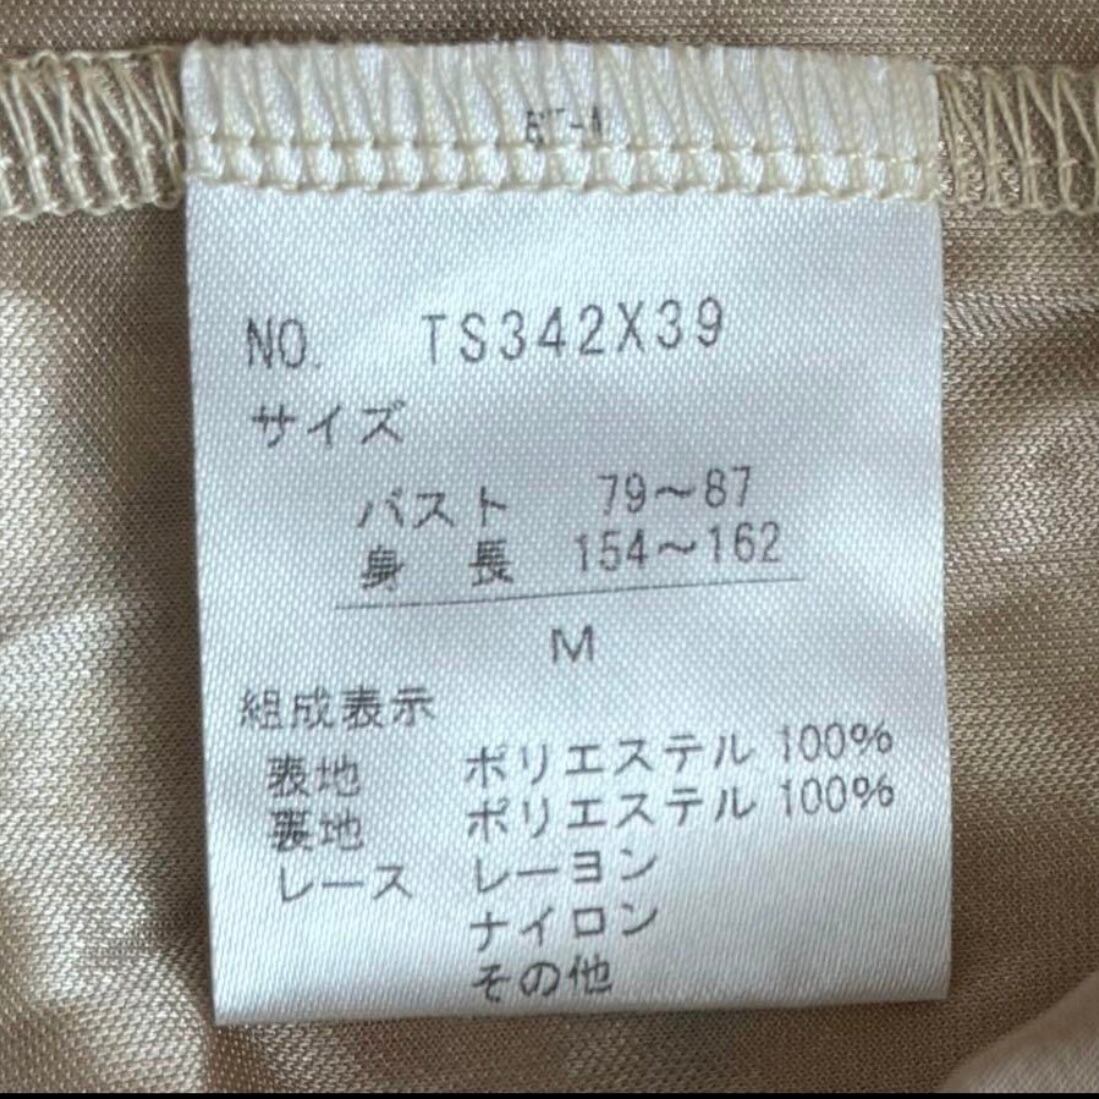 NO. TS342X39
サイズ
バスト 79～87
身 長 154～162
M
組成表示
表地 ポリエステル 100%
裏地 ポリエステル 100%
レース レーヨン
ナイロン
その他